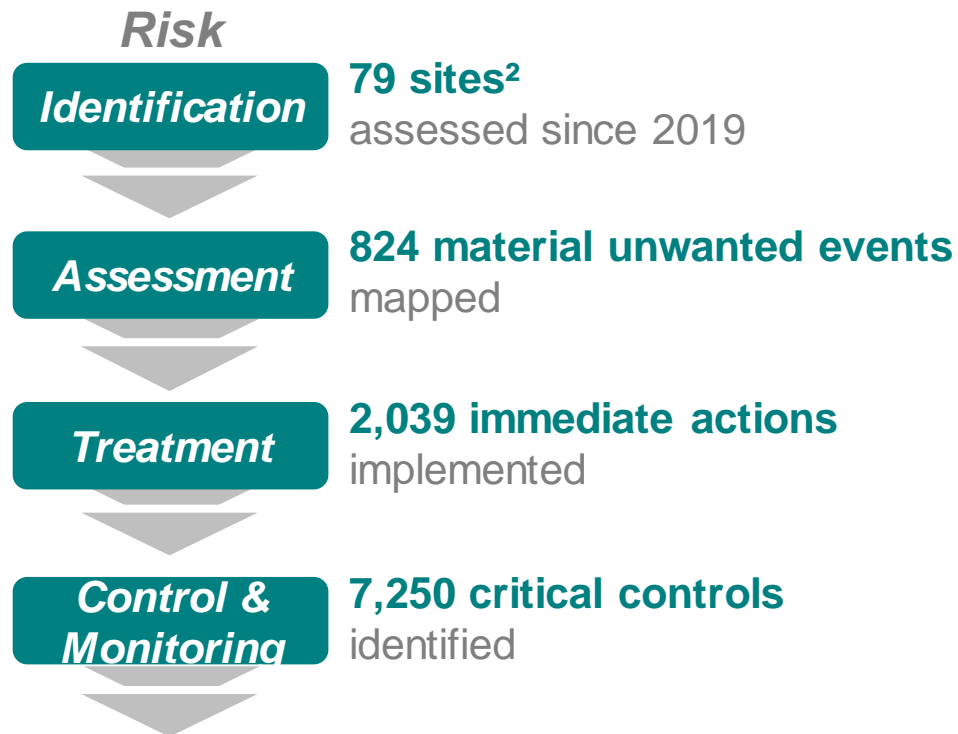 Risk
Identification
79 sites²
assessed since 2019
Assessment
824 material unwanted events
mapped
Treatment
2,039 immediate actions
implemented
Control &
Monitoring
7,250 critical controls
identified